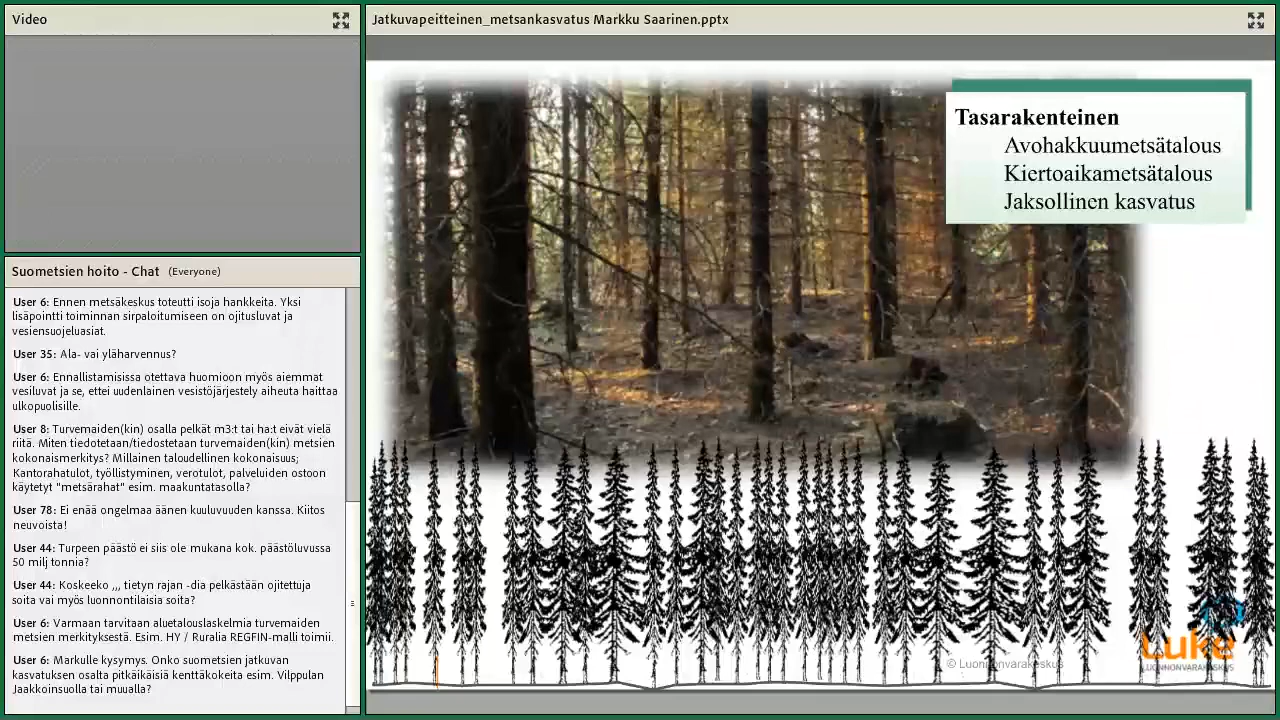 Video
Jatkuvapeitteinen_metsankasvatus Markku Saarinen.pptx
Tasarakenteinen
Avohakkuumetsätalous
Kiertoaikametsätalous
Jaksollinen kasvatus
Suometsien hoito - Chat (Everyone)
User 6: Ennen metsäkeskus toteutti isoja hankkeita. Yksi
lisäpointti toiminnan sirpaloitumiseen on ojitusluvat ja
vesiensuojeluasiat.
User 35: Ala- vai yläharvennus?
User 6: Ennallistamisissa otettava huomioon myös aiemmat
vesiluvat ja se, ettei uudenlainen vesistöjärjestely aiheuta haittaa
ulkopuolisille.
User 8: Turvemaiden(kin) osalla pelkät m3:t tai ha:t eivät vielä
riitä. Miten tiedotetaan/tiedostetaan turvemaiden(kin) metsien
kokonaismerkitys? Millainen taloudellinen kokonaisuus;
Kantorahatulot, työllistyminen, verotulot, palveluiden ostoon
käytetyt "metsärahat" esim. maakuntatasolla?
User 78: Ei enää ongelmaa äänen kuuluvuuden kanssa. Kiitos
neuvoista!
User 44: Turpeen päästö ei siis ole mukana kok. päästöluvussa
50 milj tonnia?
User 44: Koskeeko ,,, tietyn rajan -dia pelkästään ojitettuja
soita vai myös luonnontilaisia soita?
User 6: Varmaan tarvitaan aluetalouslaskelmia turvemaiden
metsien merkityksestä. Esim. HY / Ruralia REGFIN-malli toimii.
User 6: Markulle kysymys. Onko suometsien jatkuvan
kasvatuksen osalta pitkäikäisiä kenttäkokeita esim. Vilppulan
Jaakkoinsuolla tai muualla?
Luke
LUONNONVARAKESKUS
© Luonnonvarakeskus